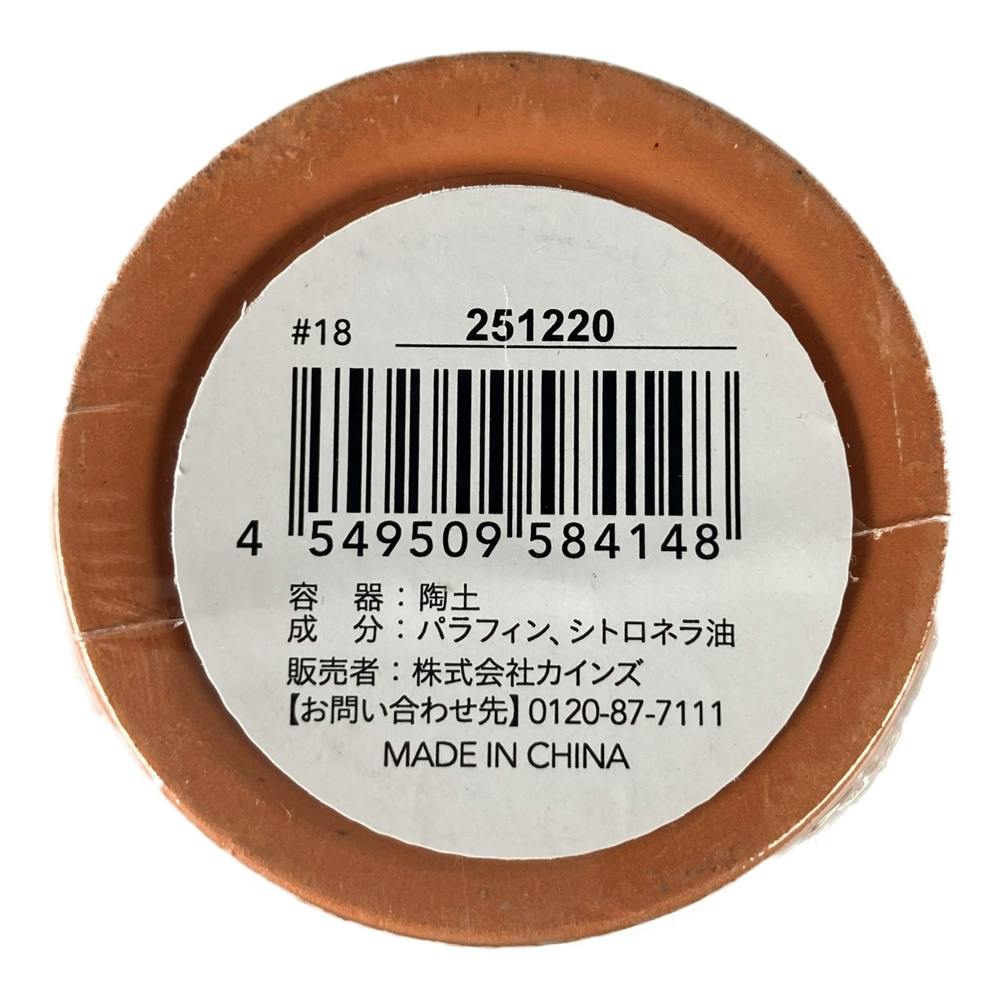 #18 251220
4 549509 584148
容 器：陶土
成 分：パラフィン、シトロネラ油
販売者：株式会社カインズ
【お問い合わせ先】0120-87-7111
MADE IN CHINA